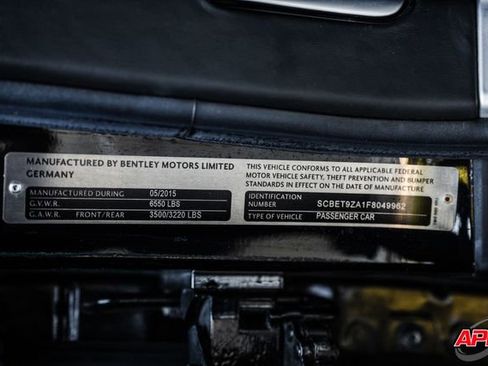 MANUFACTURED BY BENTLEY MOTORS LIMITED
GERMANY
MANUFACTURED DURING 05/2015
G.V.W.R. 6550 LBS
G.A.W.R. FRONT/REAR 3500/3220 LBS
THIS VEHICLE CONFORMS TO ALL APPLICABLE FEDERAL
MOTOR VEHICLE SAFETY, THEFT PREVENTION AND BUMPER
STANDARDS IN EFFECT ON THE DATE OF MANUFACTURE
IDENTIFICATION
NUMBER SCBET9ZA1F8049962
TYPE OF VEHICLE PASSENGER CAR